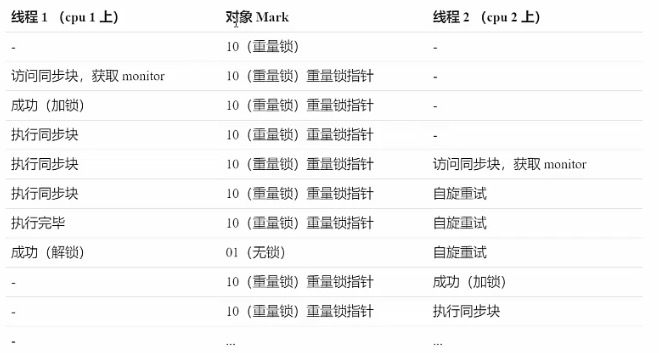 线程 1 （cpu 1 上） 对象 Mark 线程 2 （cpu 2 上）
- 10（重量锁） -
访问同步块，获取 monitor 10（重量锁）重量锁指针 -
成功（加锁） 10（重量锁）重量锁指针 -
执行同步块 10（重量锁）重量锁指针 -
执行同步块 10（重量锁）重量锁指针 访问同步块，获取 monitor
执行同步块 10（重量锁）重量锁指针 自旋重试
执行完毕 10（重量锁）重量锁指针 自旋重试
成功（解锁） 01（无锁） 自旋重试
- 10（重量锁）重量锁指针 成功（加锁）
- 10（重量锁）重量锁指针 执行同步块
- ... ...